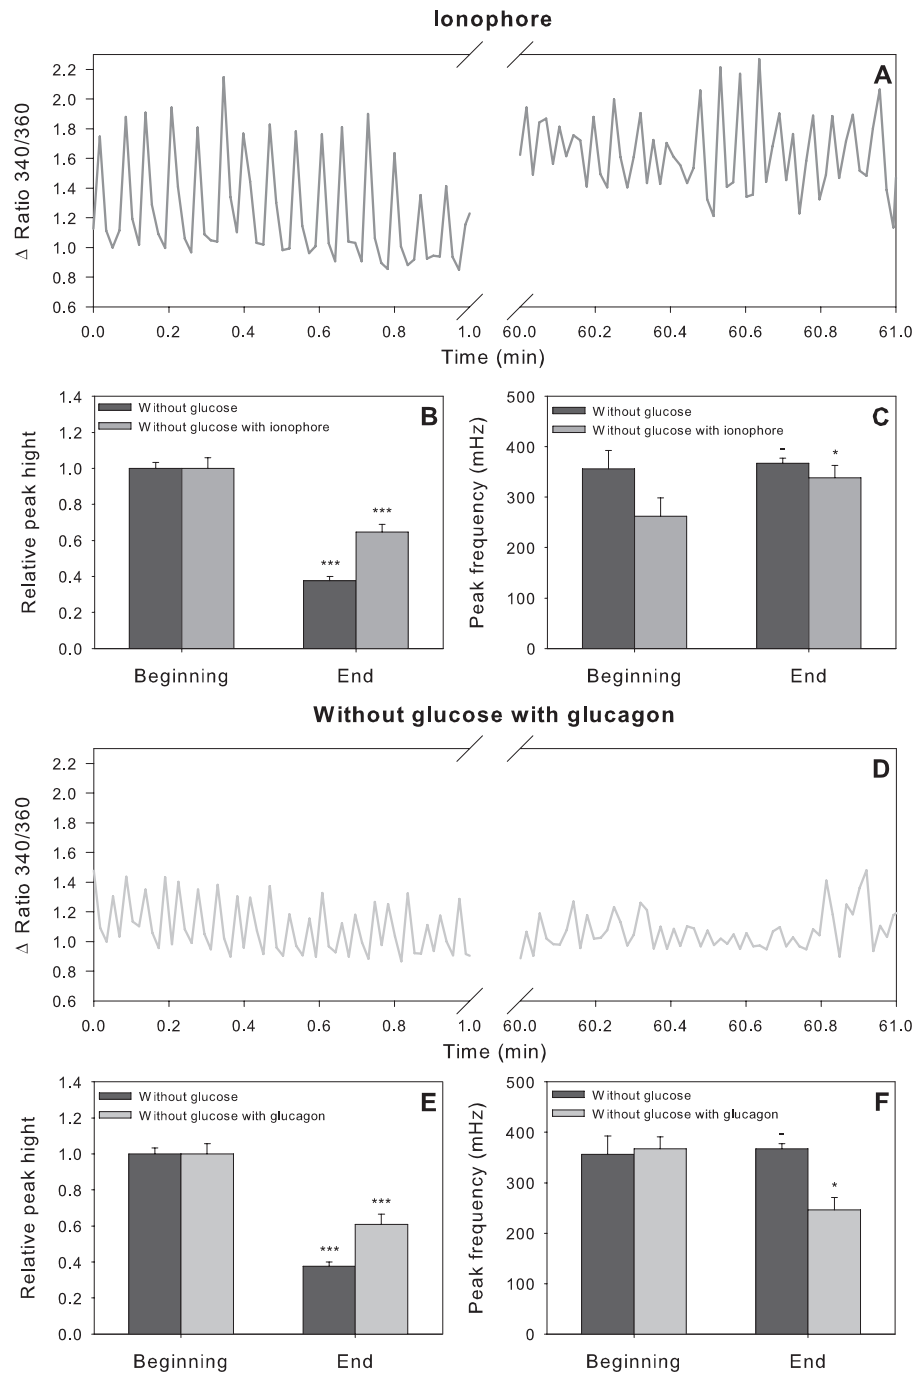 Ionophore
A
Δ Ratio 340/360
2.2
2.0
1.8
1.6
1.4
1.2
1.0
0.8
0.6
0.0 0.2 0.4 0.6 0.8 1.0 60.0 60.2 60.4 60.6 60.8 61.0
Time (min)
B
Without glucose
Without glucose with ionophore
Relative peak hight
1.4
1.2
1.0
0.8
0.6
0.4
0.2
0.0
*** ***
Beginning End
C
Without glucose
Without glucose with ionophore
Peak frequency (mHz)
500
400
300
200
100
0
- *
Beginning End
Without glucose with glucagon
D
Δ Ratio 340/360
2.2
2.0
1.8
1.6
1.4
1.2
1.0
0.8
0.6
0.0 0.2 0.4 0.6 0.8 1.0 60.0 60.2 60.4 60.6 60.8 61.0
Time (min)
E
Without glucose
Without glucose with glucagon
Relative peak hight
1.4
1.2
1.0
0.8
0.6
0.4
0.2
0.0
*** ***
Beginning End
F
Without glucose
Without glucose with glucagon
Peak frequency (mHz)
500
400
300
200
100
0
- *
Beginning End